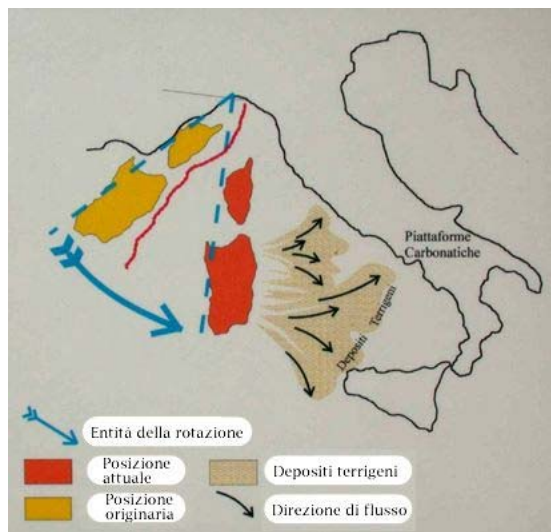 Piattaforme
Carbonatiche
Depositi Terrigeni
Entità della rotazione
Posizione
attuale
Posizione
originaria
Depositi terrigeni
Direzione di flusso